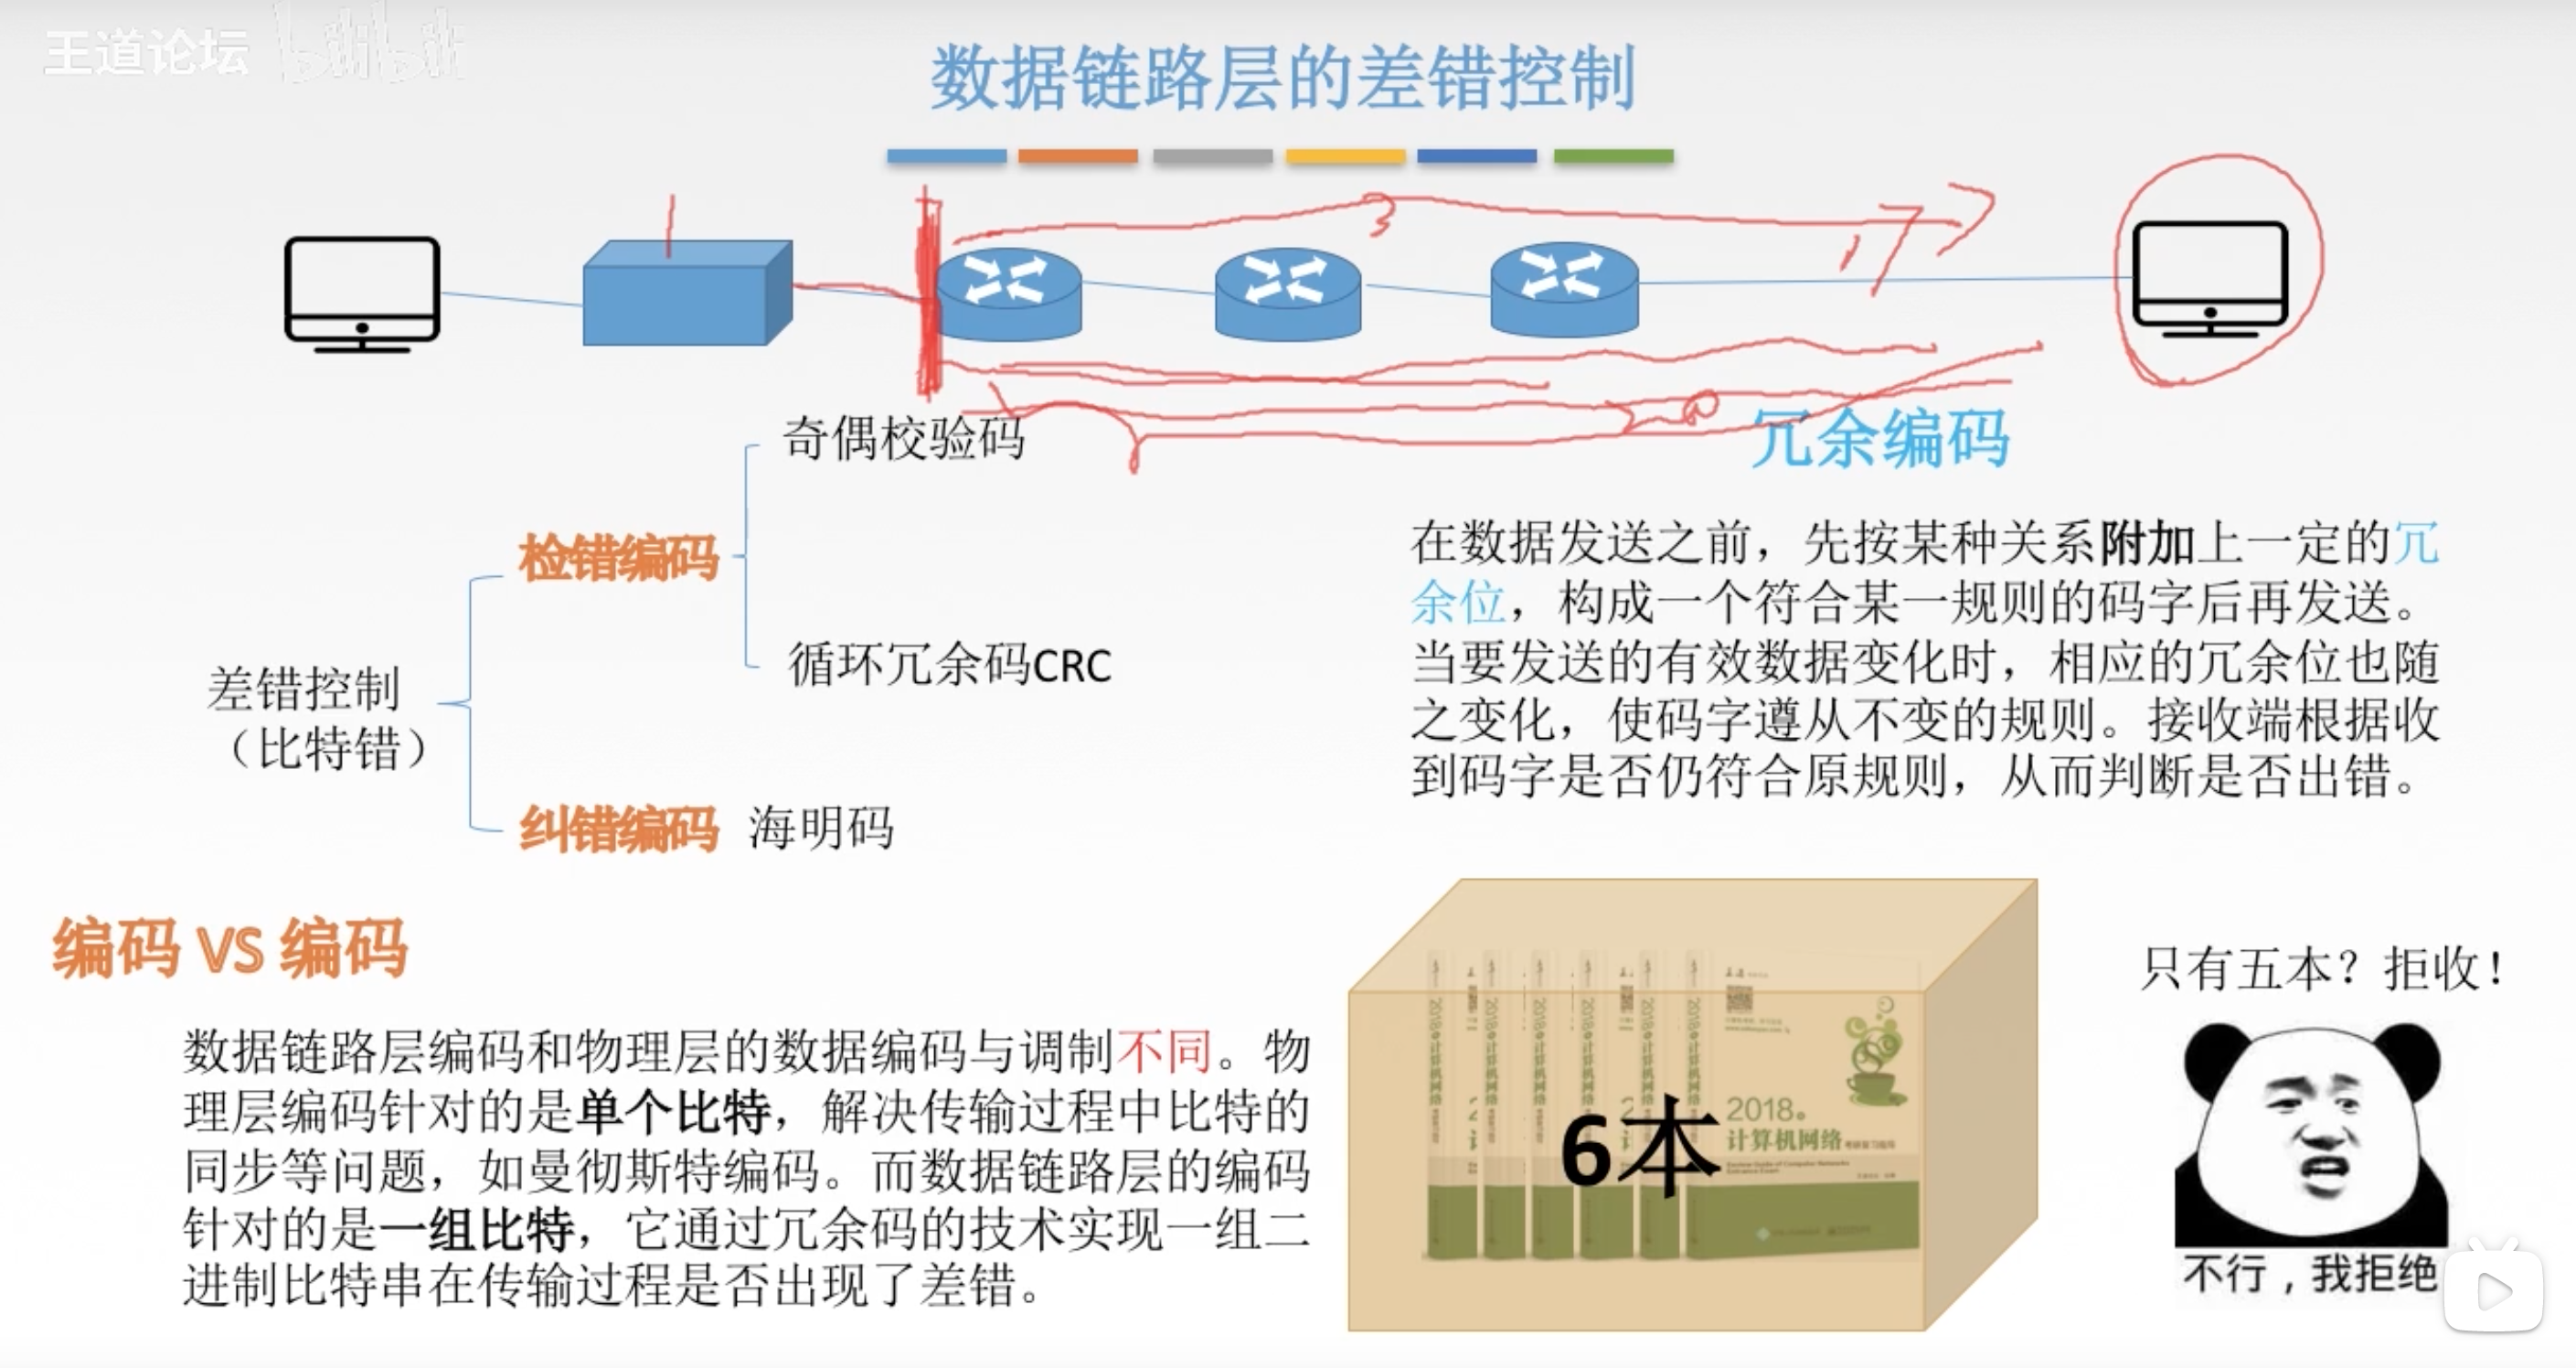 王道论坛 bilibili
数据链路层的差错控制
奇偶校验码
冗余编码
检错编码
循环冗余码CRC
差错控制
（比特错）
纠错编码 海明码
在数据发送之前，先按某种关系附加上一定的冗
余位，构成一个符合某一规则的码字后再发送。
当要发送的有效数据变化时，相应的冗余位也随
之变化，使码字遵从不变的规则。接收端根据收
到码字是否仍符合原规则，从而判断是否出错。
编码 VS 编码
数据链路层编码和物理层的数据编码与调制不同。物
理层编码针对的是单个比特，解决传输过程中比特的
同步等问题，如曼彻斯特编码。而数据链路层的编码
针对的是一组比特，它通过冗余码的技术实现一组二
进制比特串在传输过程是否出现了差错。
6本
2018
计算机网络
只有五本？拒收！
不行，我拒绝